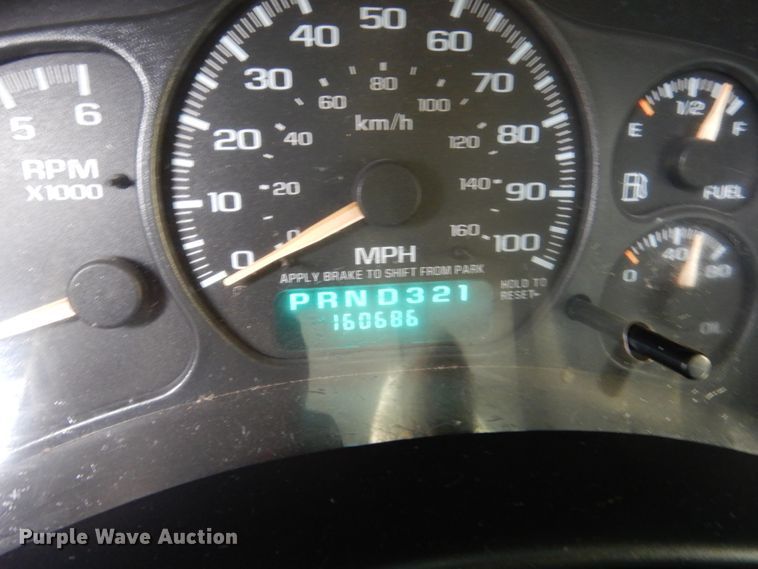 50
40 60
30 80 70
60 100
5 6 km/h E 1/2 F
20 40 120 80
RPM
X1000 FUEL
20 140
10 90
160
0 MPH 100 0 40 80
APPLY BRAKE TO SHIFT FROM PARK HOLD TO
RESET
PRND321
160686 OIL
Purple Wave Auction